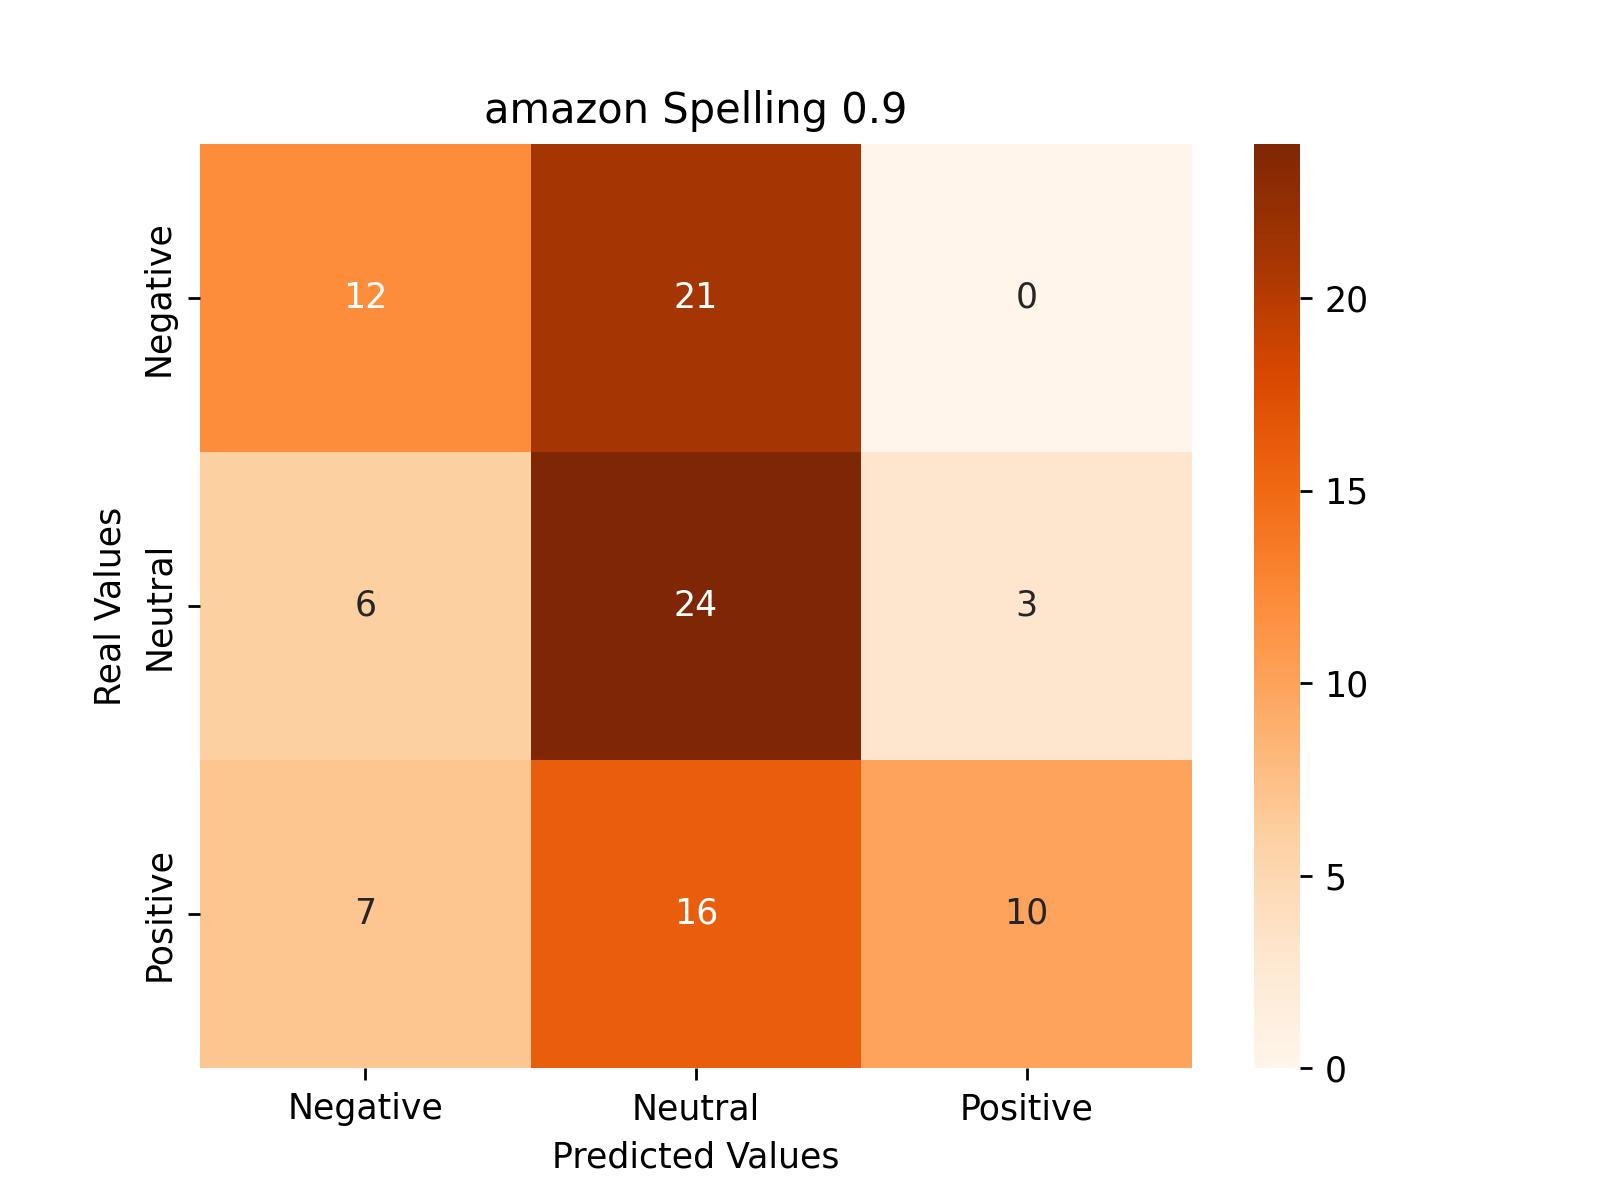 amazon Spelling 0.9
Real Values
Negative
12 21 0
Neutral
6 24 3
Positive
7 16 10
Negative Neutral Positive
Predicted Values
20
15
10
5
0